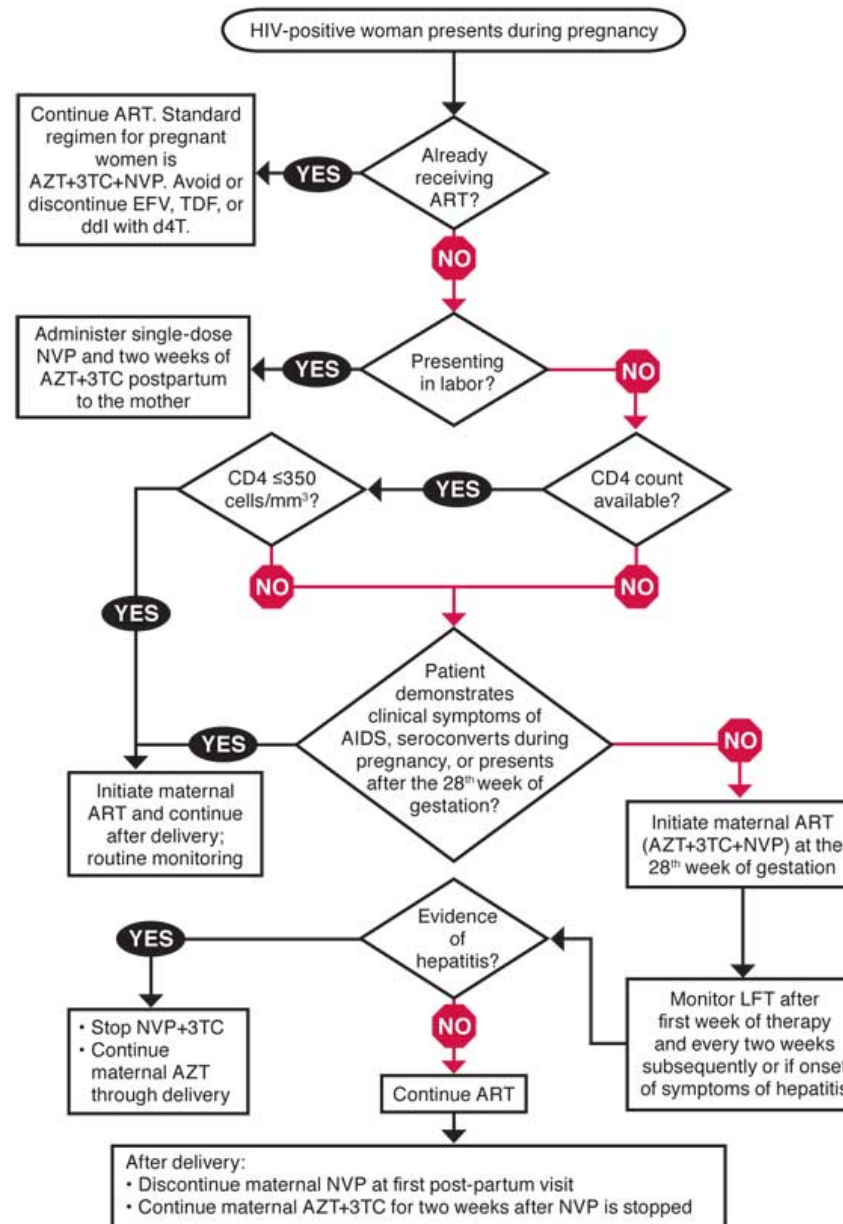 HIV-positive woman presents during pregnancy
Continue ART. Standard
regimen for pregnant
women is
AZT+3TC+NVP. Avoid or
discontinue EFV, TDF, or
ddI with d4T.
YES
Already
receiving
ART?
NO
Administer single-dose
NVP and two weeks of
AZT+3TC postpartum
to the mother
YES
Presenting
in labor?
NO
CD4 ≤350
cells/mm³?
YES
CD4 count
available?
NO
NO
YES
Patient
demonstrates
clinical symptoms of
AIDS, seroconverts during
pregnancy, or presents
after the 28th week of
gestation?
YES
NO
Initiate maternal
ART and continue
after delivery;
routine monitoring
Initiate maternal ART
(AZT+3TC+NVP) at the
28th week of gestation
Evidence
of
hepatitis?
YES
NO
Monitor LFT after
first week of therapy
and every two weeks
subsequently or if onset
of symptoms of hepatitis
• Stop NVP+3TC
• Continue
maternal AZT
through delivery
Continue ART
After delivery:
• Discontinue maternal NVP at first post-partum visit
• Continue maternal AZT+3TC for two weeks after NVP is stopped